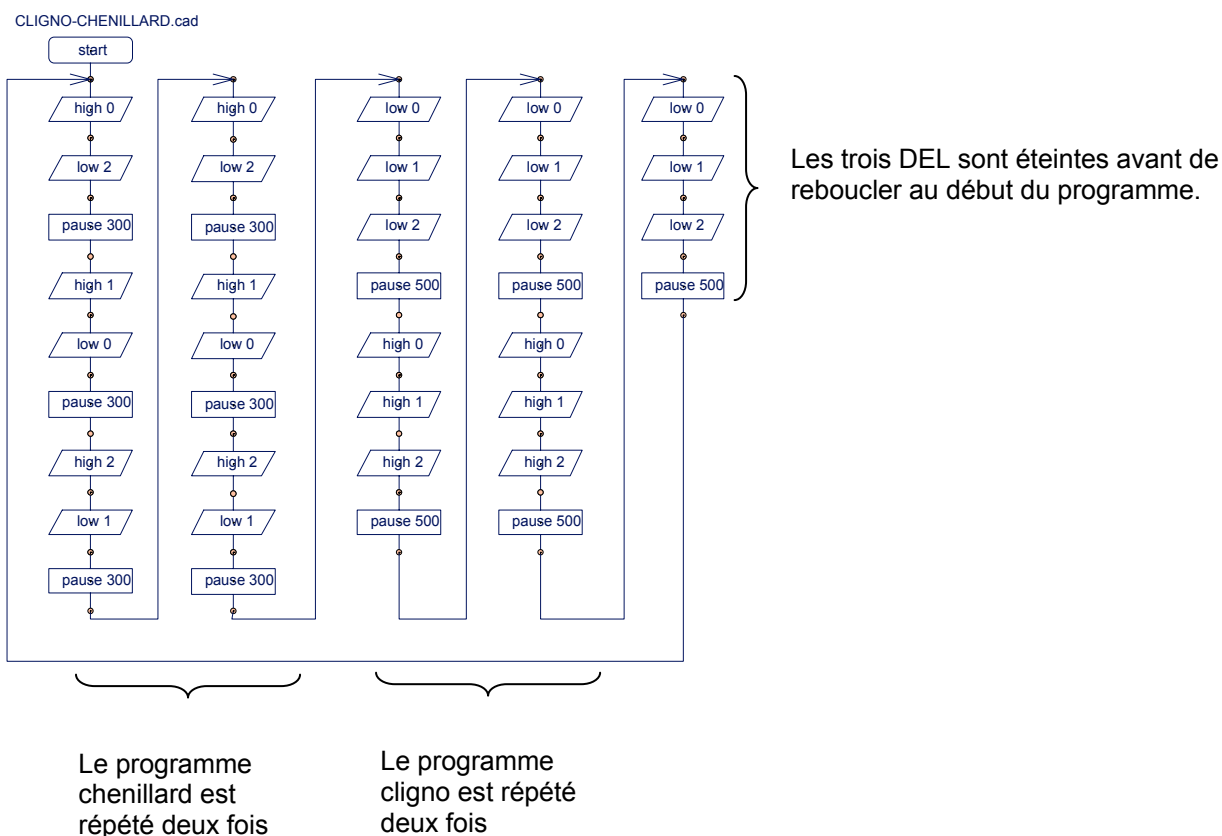 CLIGNO-CHENILLARD.cad
start
high 0
low 2
pause 300
high 1
low 0
pause 300
high 2
low 1
pause 300
high 0
low 2
pause 300
high 1
low 0
pause 300
high 2
low 1
pause 300
low 0
low 1
low 2
pause 500
high 0
high 1
high 2
pause 500
low 0
low 1
low 2
pause 500
high 0
high 1
high 2
pause 500
low 0
low 1
low 2
pause 500
Les trois DEL sont éteintes avant de
reboucler au début du programme.
Le programme
chenillard est
répété deux fois
Le programme
cligno est répété
deux fois